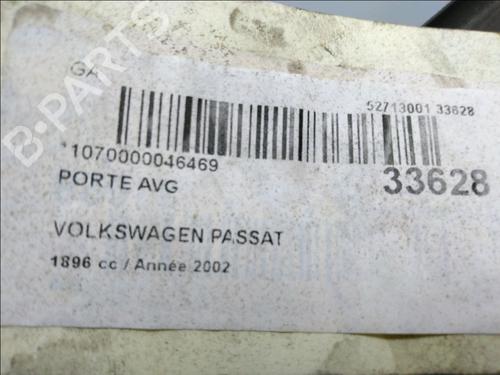 B-PARTS
GA
52713001 33628
*1070000046469
33628
PORTE AVG
VOLKSWAGEN PASSAT
1896 cc / Année 2002